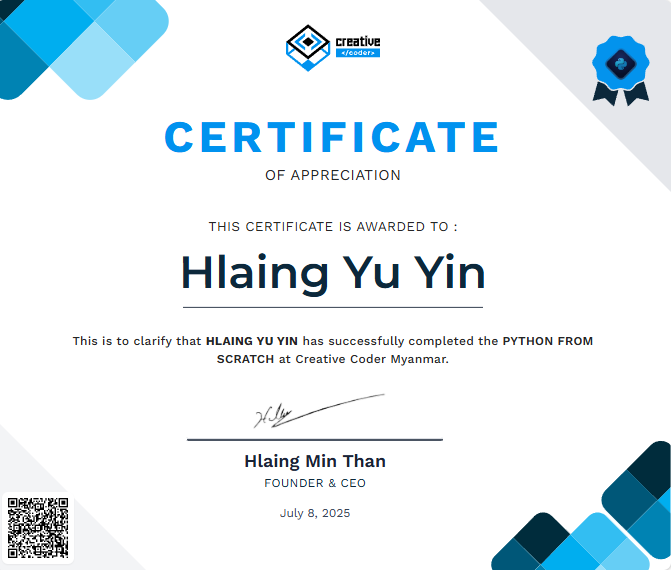 creative
</coder>
CERTIFICATE
OF APPRECIATION
THIS CERTIFICATE IS AWARDED TO :
Hlaing Yu Yin
This is to clarify that HLAING YU YIN has successfully completed the PYTHON FROM
SCRATCH at Creative Coder Myanmar.
Hlaing Min Than
FOUNDER & CEO
July 8, 2025